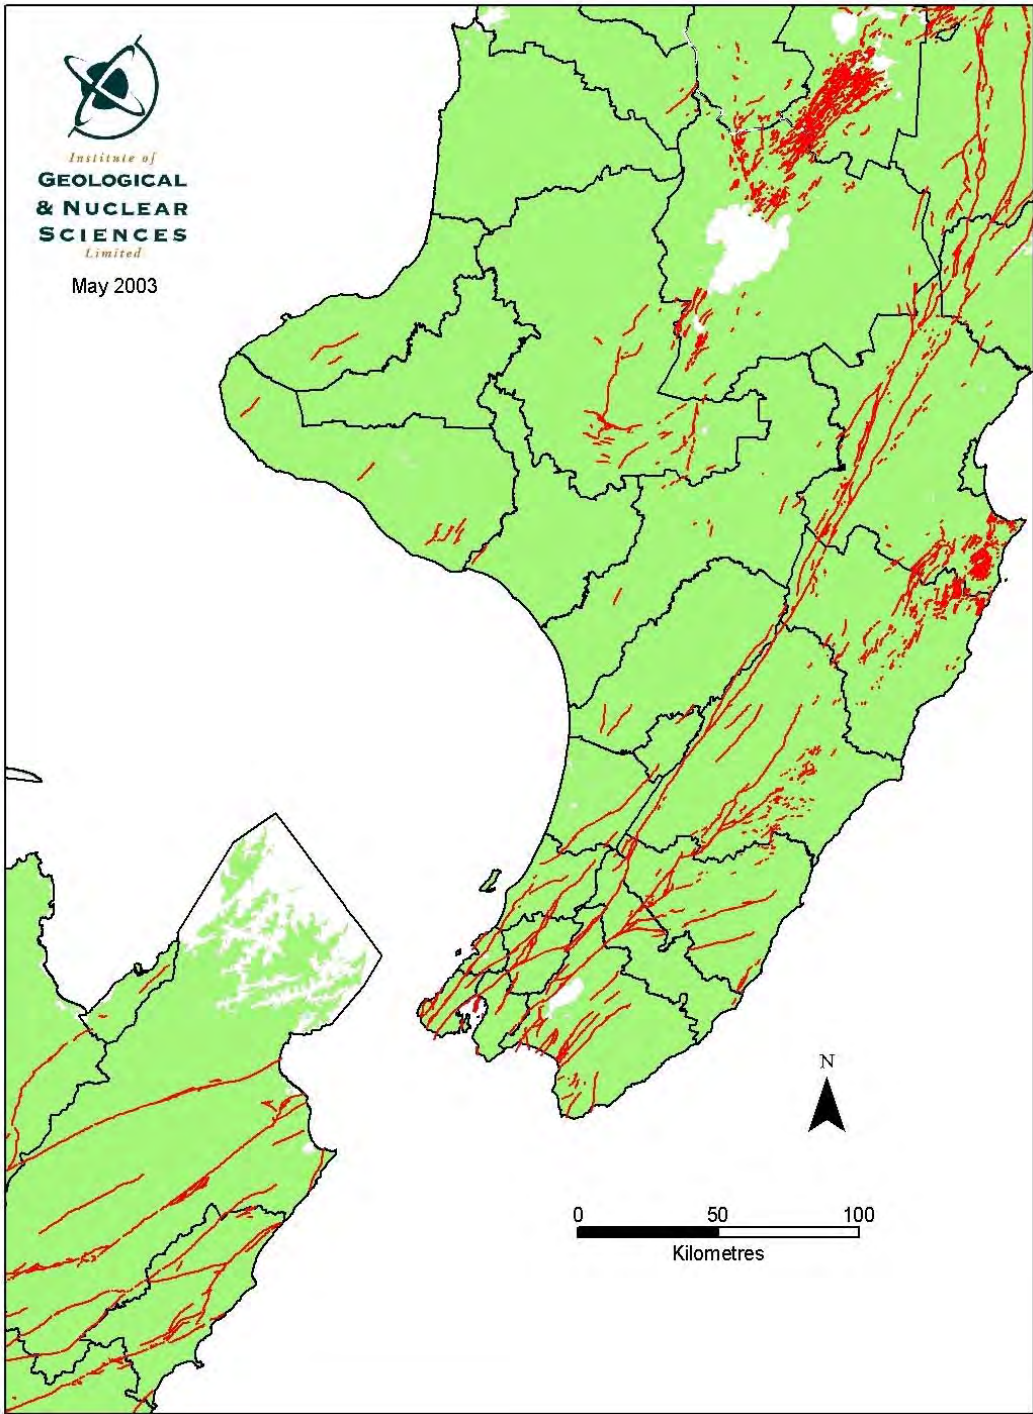 Institute of
GEOLOGICAL
& NUCLEAR
SCIENCES
Limited
May 2003
N
0 50 100
Kilometres